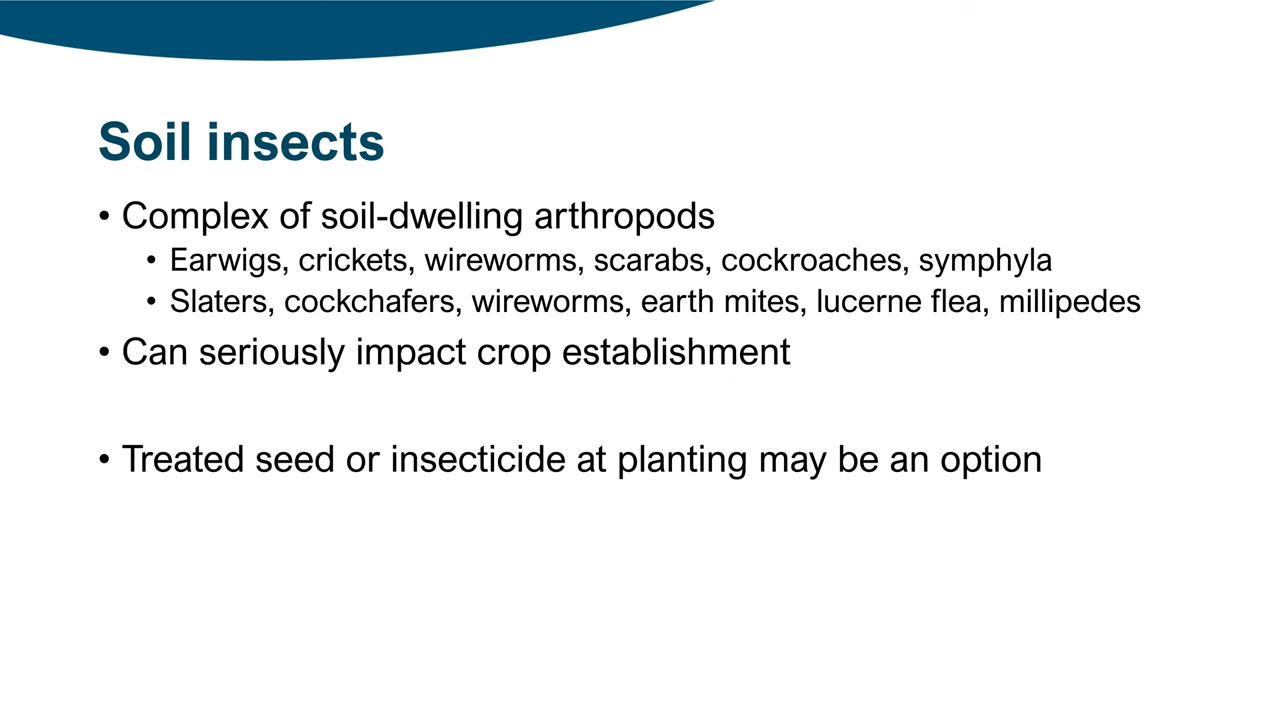 Soil insects
• Complex of soil-dwelling arthropods
• Earwigs, crickets, wireworms, scarabs, cockroaches, symphyla
• Slaters, cockchafers, wireworms, earth mites, lucerne flea, millipedes
• Can seriously impact crop establishment
• Treated seed or insecticide at planting may be an option